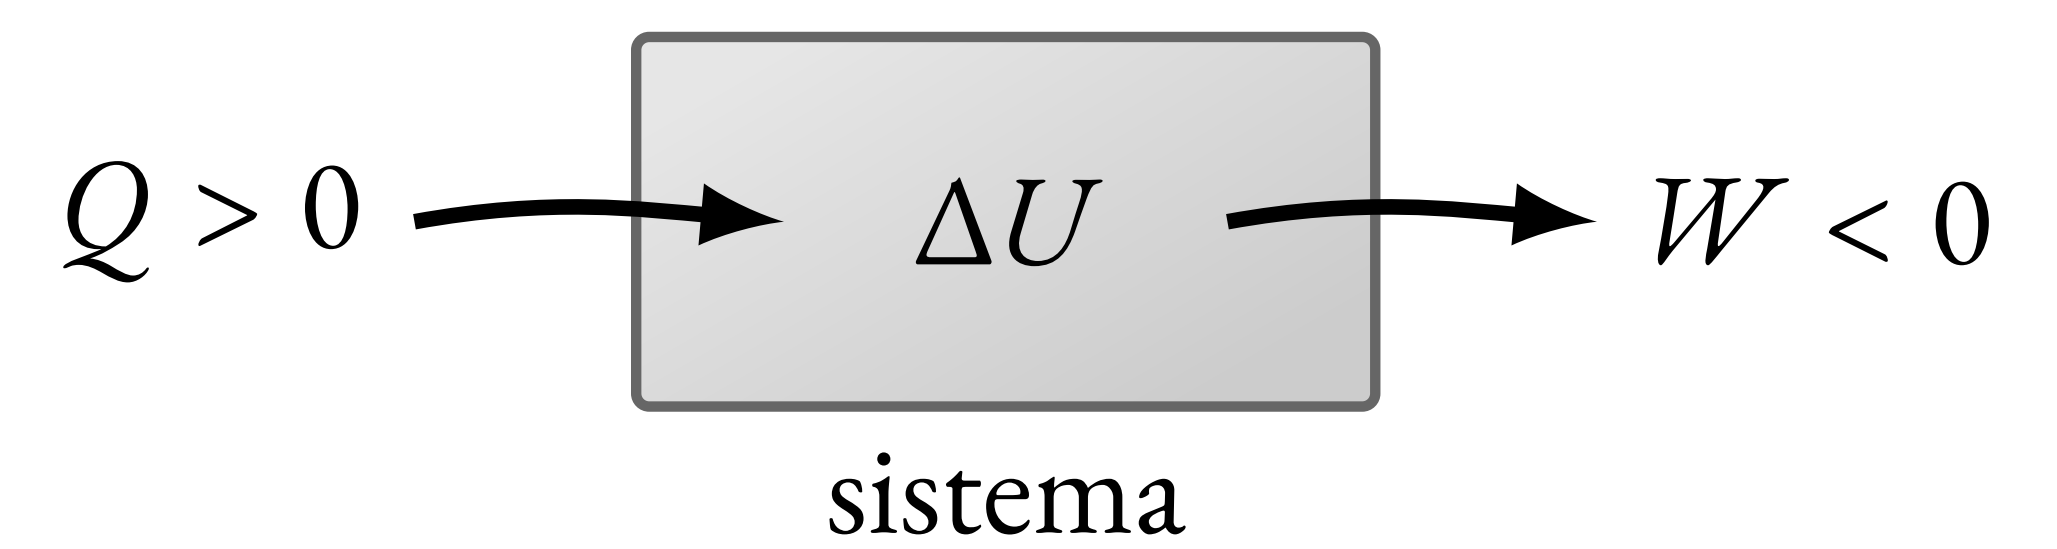 Q > 0 ΔU W < 0
sistema